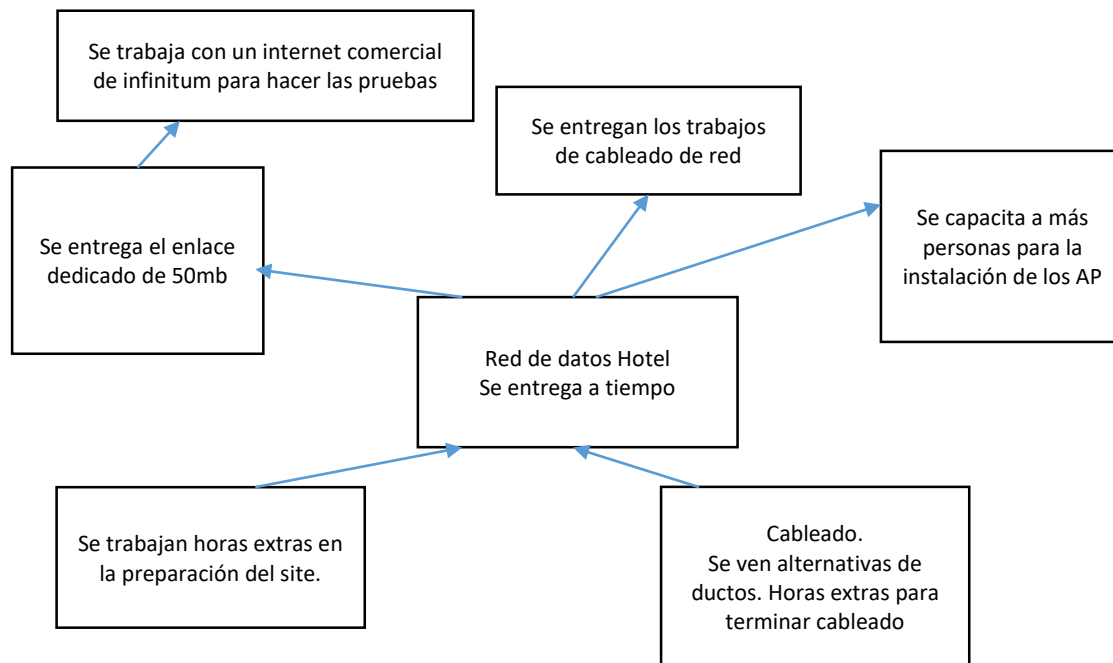 Se trabaja con un internet comercial
de infinitum para hacer las pruebas
Se entregan los trabajos
de cableado de red
Se entrega el enlace
dedicado de 50mb
Se capacita a más
personas para la
instalación de los AP
Red de datos Hotel
Se entrega a tiempo
Se trabajan horas extras en
la preparación del site.
Cableado.
Se ven alternativas de
ductos. Horas extras para
terminar cableado